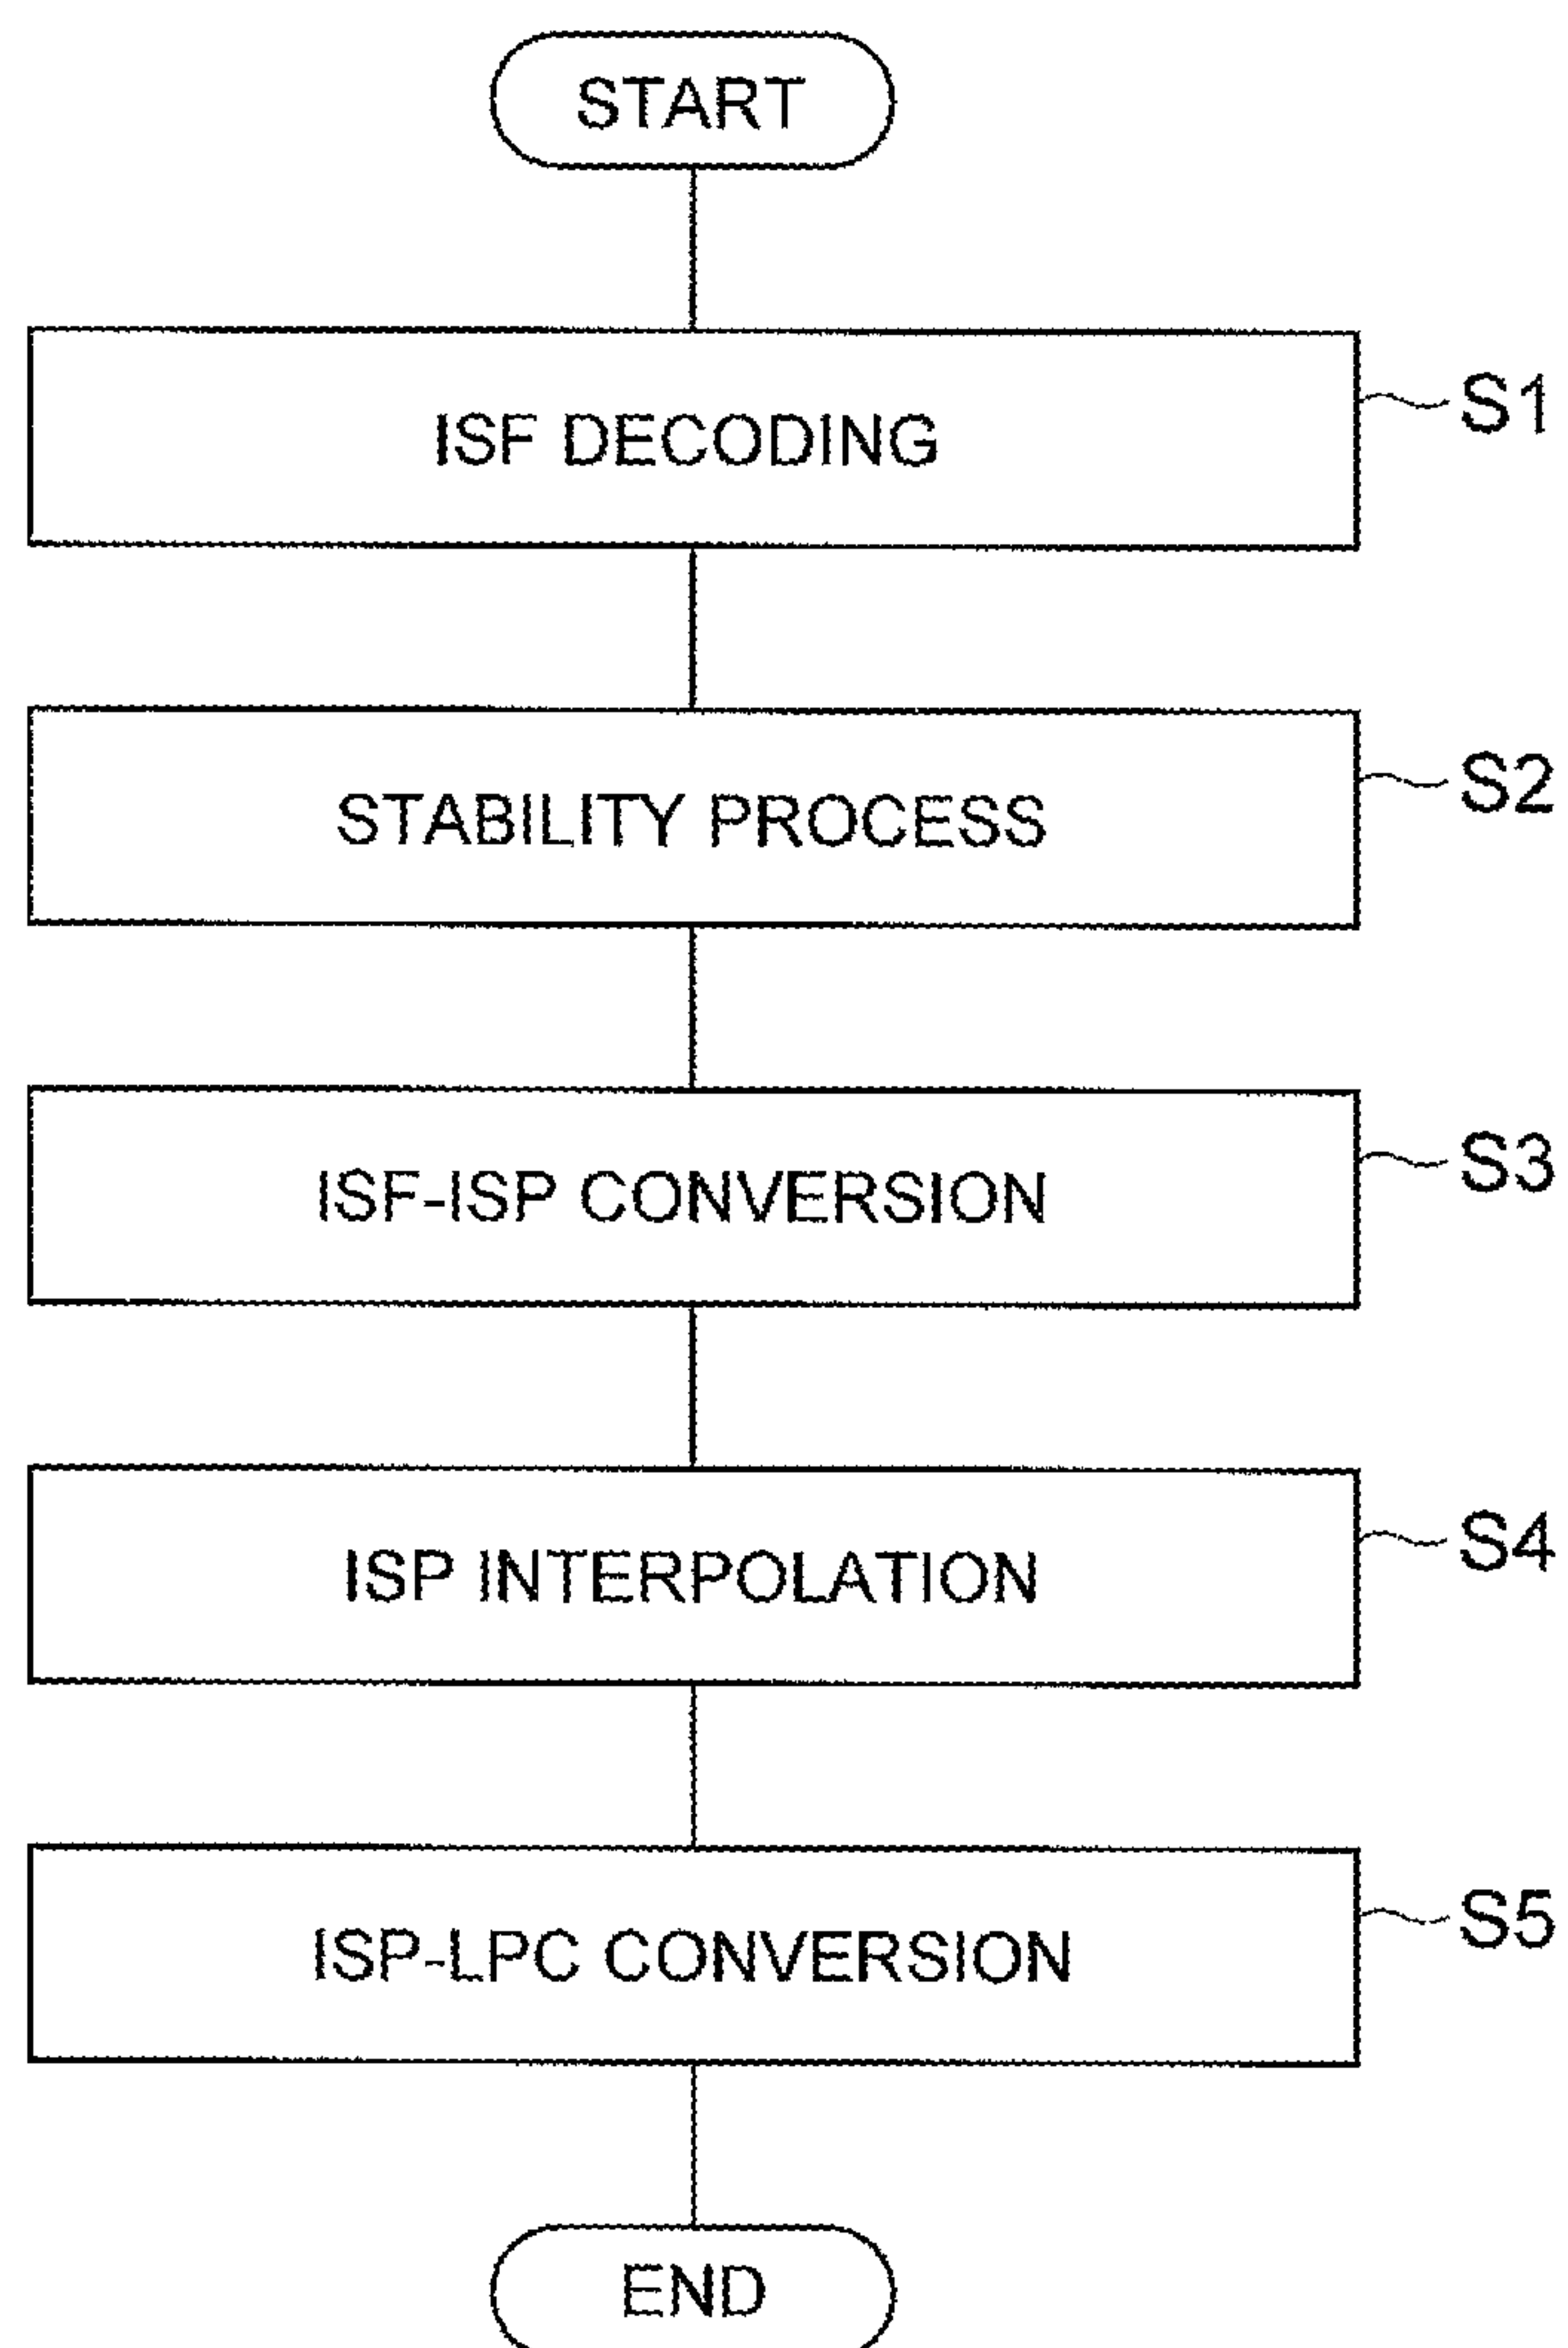 START
ISF DECODING
S1
STABILITY PROCESS
S2
ISF-ISP CONVERSION
S3
ISP INTERPOLATION
S4
ISP-LPC CONVERSION
S5
END